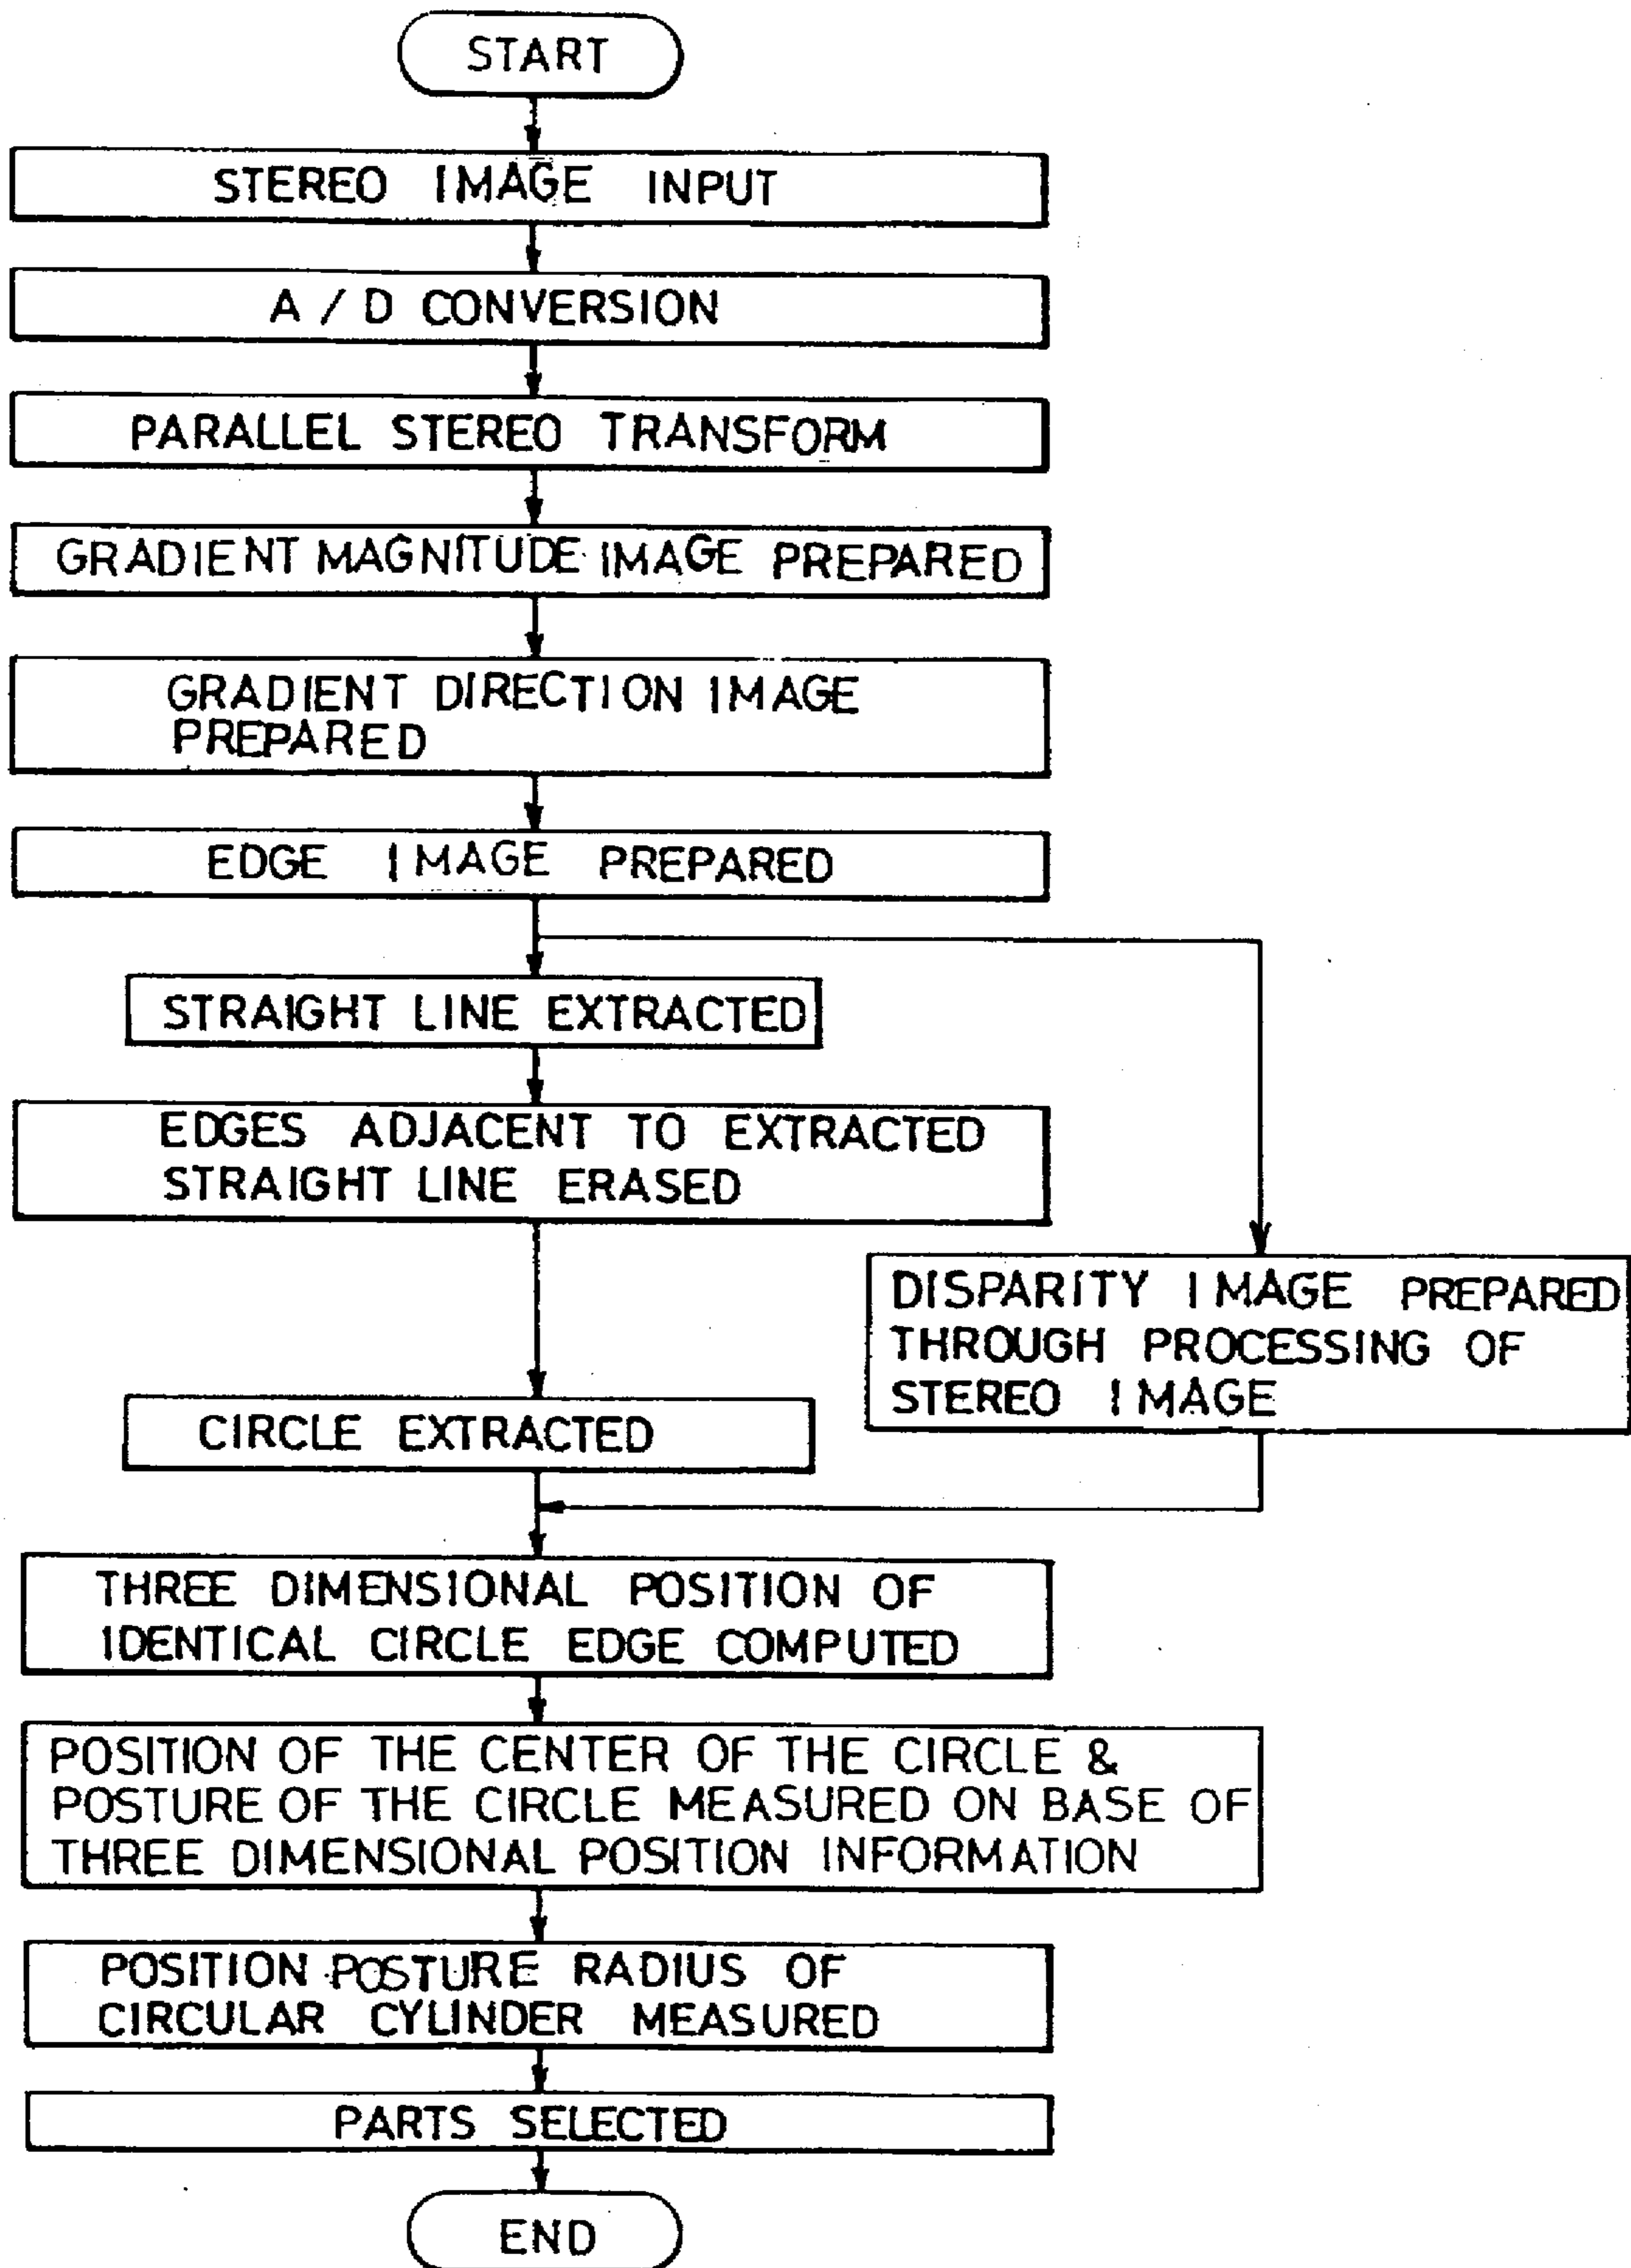 START
STEREO IMAGE INPUT
A / D CONVERSION
PARALLEL STEREO TRANSFORM
GRADIENT MAGNITUDE IMAGE PREPARED
GRADIENT DIRECTION IMAGE
PREPARED
EDGE IMAGE PREPARED
STRAIGHT LINE EXTRACTED
EDGES ADJACENT TO EXTRACTED
STRAIGHT LINE ERASED
DISPARITY IMAGE PREPARED
THROUGH PROCESSING OF
STEREO IMAGE
CIRCLE EXTRACTED
THREE DIMENSIONAL POSITION OF
IDENTICAL CIRCLE EDGE COMPUTED
POSITION OF THE CENTER OF THE CIRCLE &
POSTURE OF THE CIRCLE MEASURED ON BASE OF
THREE DIMENSIONAL POSITION INFORMATION
POSITION POSTURE RADIUS OF
CIRCULAR CYLINDER MEASURED
PARTS SELECTED
END